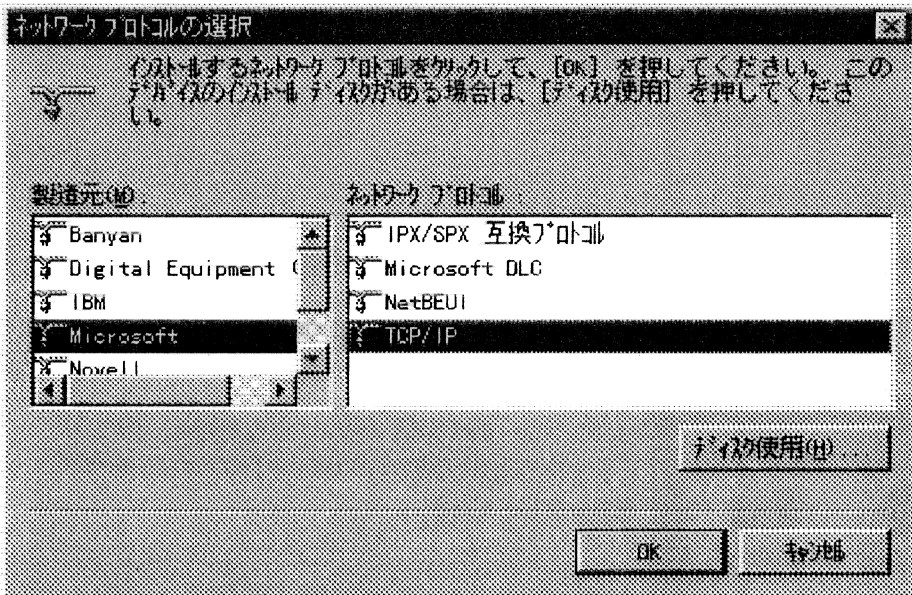 ネットワーク プロトコルの選択
インストールするネットワーク プロトコルをクリックして、[OK] を押してください。 この
デバイスのインストール ディスクがある場合は、[ディスク使用] を押してくださ
い。
製造元(M) :
ネットワーク プロトコル :
Banyan
Digital Equipment C
IBM
Microsoft
Novell
IPX/SPX 互換プロトコル
Microsoft DLC
NetBEUI
TCP/IP
ディスク使用(H)...
OK
キャンセル